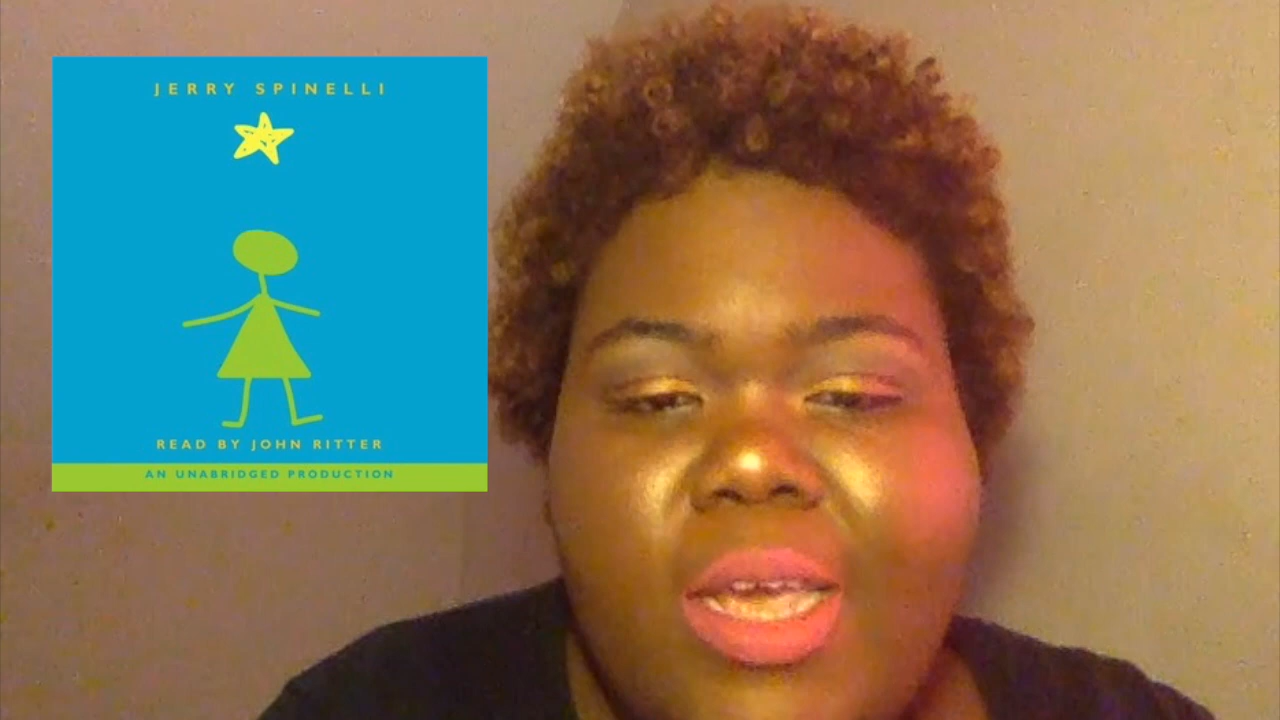 JERRY SPINELLI
READ BY JOHN RITTER
AN UNABRIDGED PRODUCTION